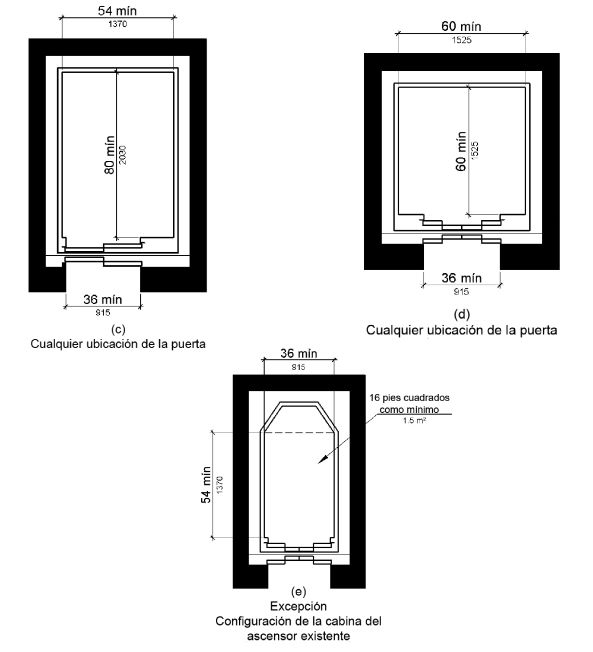 54 mín
1370
80 mín
2030
36 mín
915
(c)
Cualquier ubicación de la puerta
60 mín
1525
60 mín
1525
36 mín
915
(d)
Cualquier ubicación de la puerta
36 mín
915
16 pies cuadrados
como mínimo
1.5 m²
54 mín
1370
(e)
Excepción
Configuración de la cabina del
ascensor existente